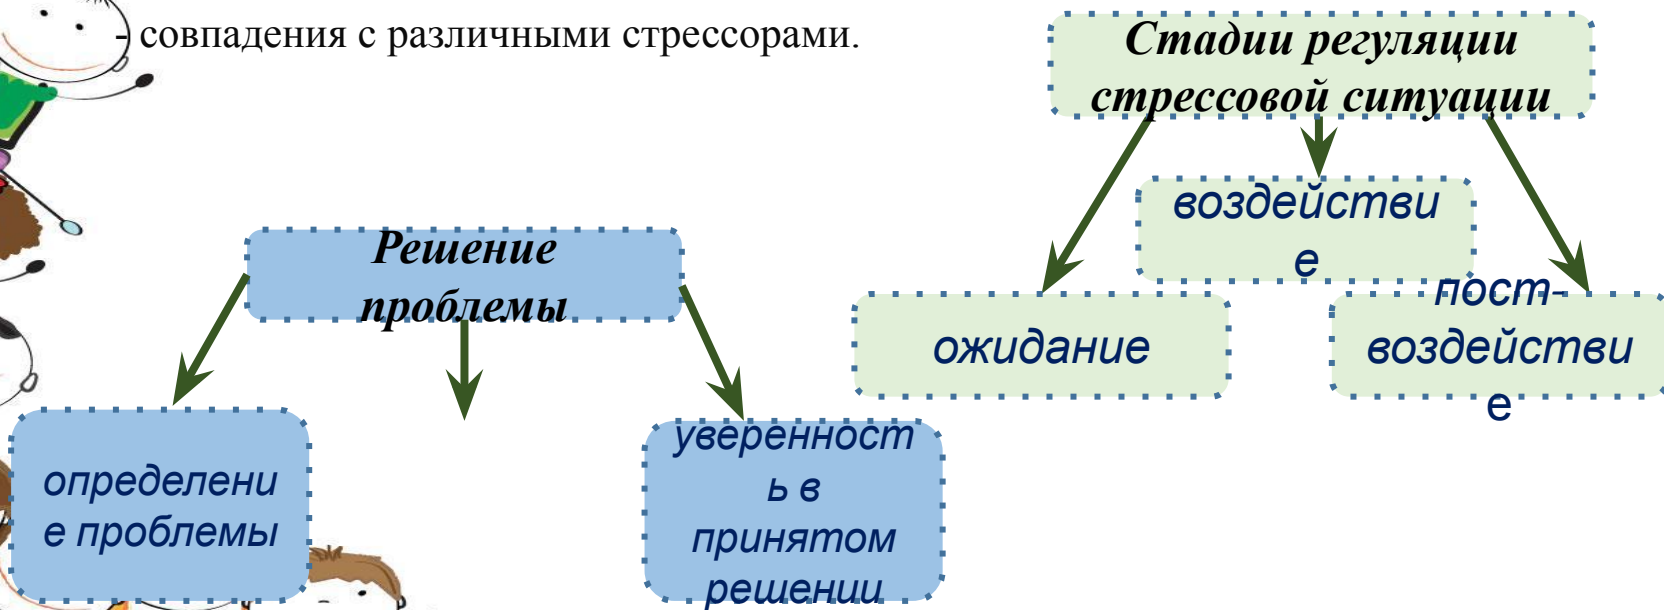 - совпадения с различными стрессорами.
Стадии регуляции
стрессовой ситуации
воздействи
е
ожидание
пост-
воздействи
е
Решение
проблемы
определени
е проблемы
уверенност
ь в
принятом
решении